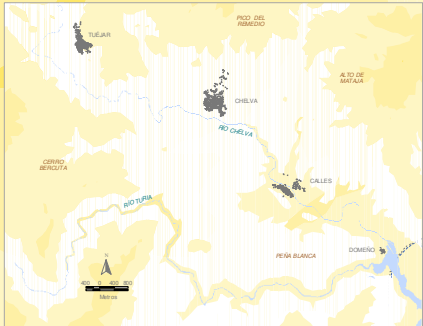 PICO DEL
REMEDIO
TUÉJAR
ALTO DE
MATAJA
CHELVA
RÍO CHELVA
CERRO
BERCUTA
CALLES
RÍO TURIA
DOMEÑO
PEÑA BLANCA
N
400 0 400 800
Metros